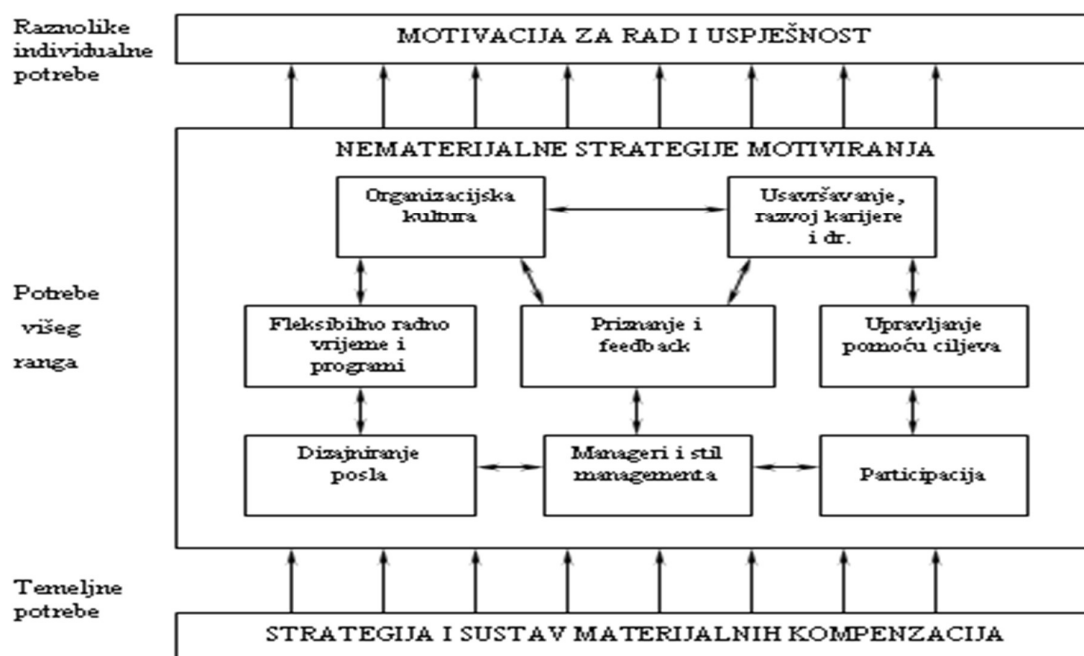 Raznolike
individualne
potrebe
MOTIVACIJA ZA RAD I USPJEŠNOST
NEMATERIJALNE STRATEGIJE MOTIVIRANJA
Organizacijska
kultura
Usavršavanje,
razvoj karijere
i dr.
Potrebe
višeg
ranga
Fleksibilno radno
vrijeme i
programi
Priznanje i
feedback
Upravljanje
pomoću ciljeva
Dizajniranje
posla
Manageri i stil
managementa
Participacija
Temeljne
potrebe
STRATEGIJA I SUSTAV MATERIJALNIH KOMPENZACIJA